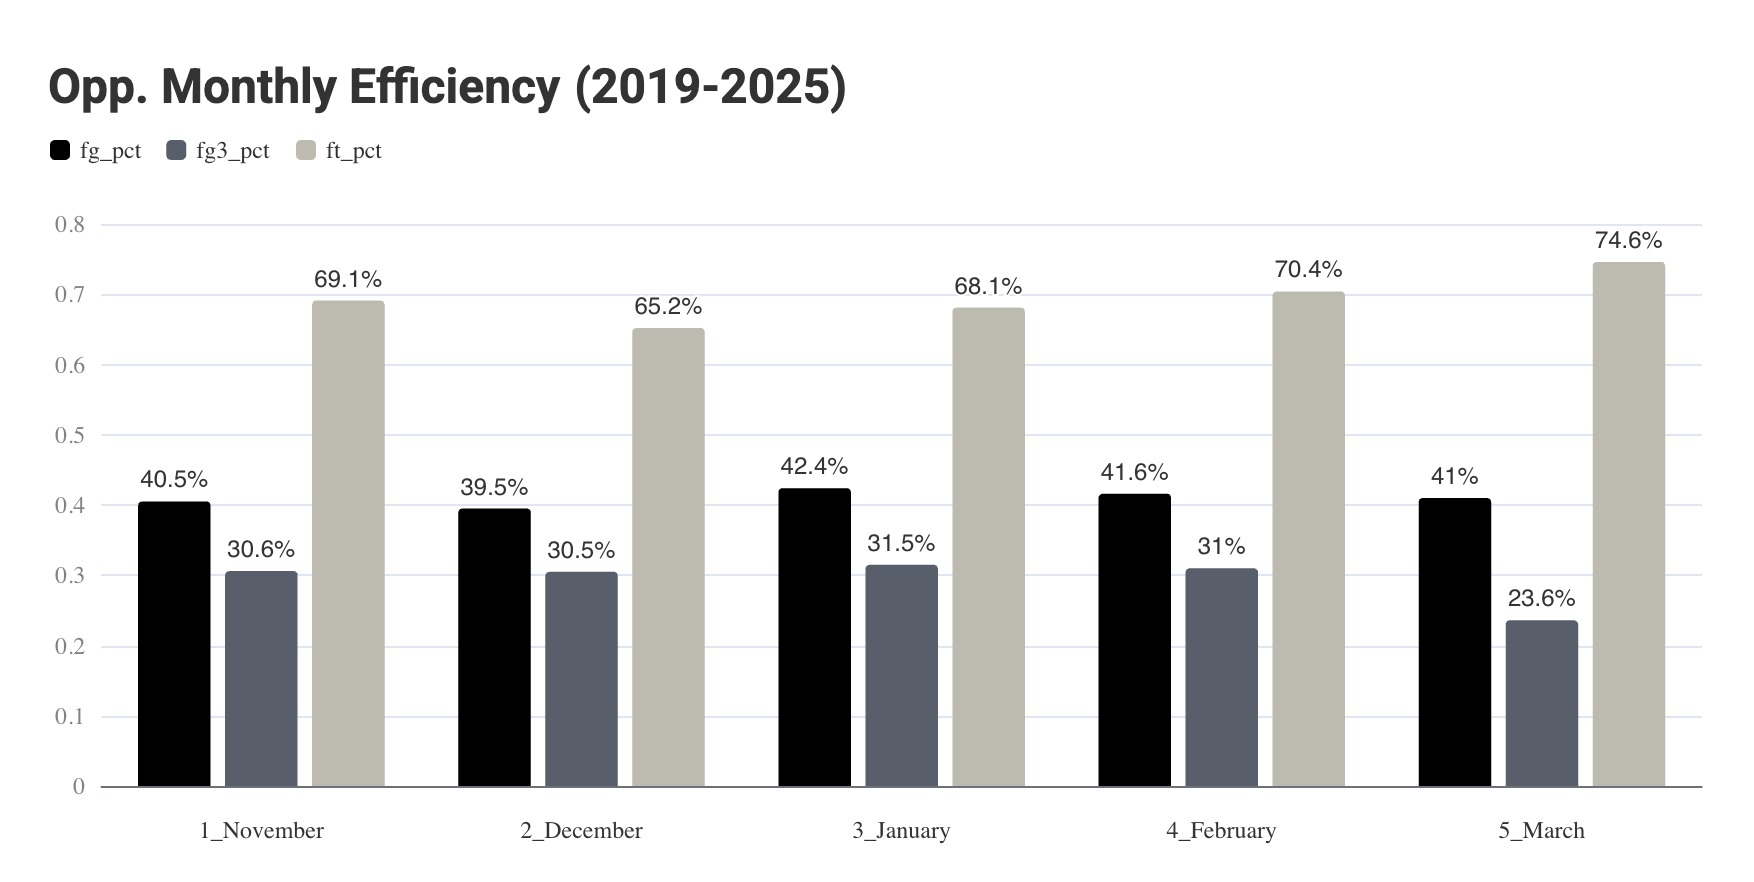 Opp. Monthly Efficiency (2019-2025)
fg_pct fg3_pct ft_pct
0.8
0.7
0.6
0.5
0.4
0.3
0.2
0.1
0
40.5% 30.6% 69.1%
39.5% 30.5% 65.2%
42.4% 31.5% 68.1%
41.6% 31% 70.4%
41% 23.6% 74.6%
1_November 2_December 3_January 4_February 5_March